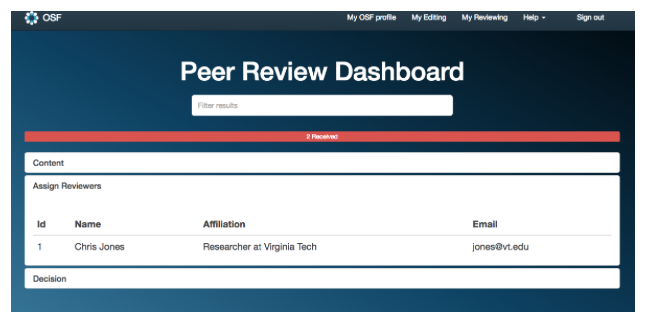 OSF My OSF profile My Editing My Reviewing Help Sign out
Peer Review Dashboard
Filter results
2 Received
Content
Assign Reviewers
Id Name Affiliation Email
1 Chris Jones Researcher at Virginia Tech jones@vt.edu
Decision